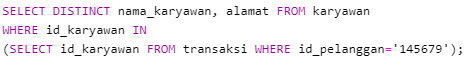 SELECT DISTINCT nama_karyawan, alamat FROM karyawan
WHERE id_karyawan IN
(SELECT id_karyawan FROM transaksi WHERE id_pelanggan='145679');